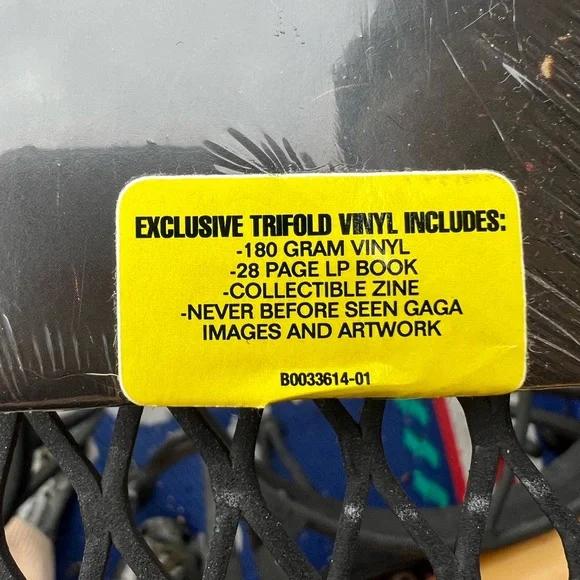 EXCLUSIVE TRIFOLD VINYL INCLUDES:
-180 GRAM VINYL
-28 PAGE LP BOOK
-COLLECTIBLE ZINE
-NEVER BEFORE SEEN GAGA
IMAGES AND ARTWORK
B0033614-01